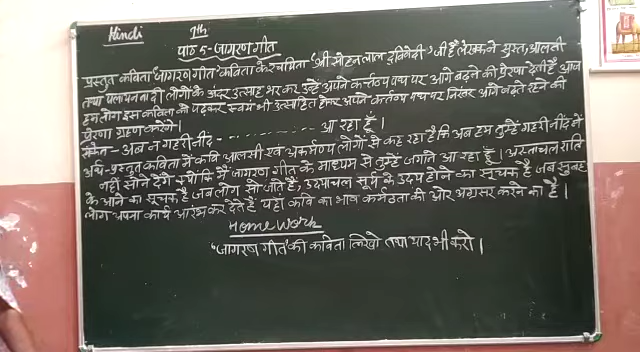 Hindi 7th
पाठ 5 - जागरण गीत
प्रस्तुत कविता 'जागरण गीत' कविता के रचयिता 'श्री सोहन लाल द्विवेदी' जी हैं लेखक ने सुस्त, आलसी
तथा पलायनवादी लोगों के अंदर उत्साह भर कर उन्हें अपने कर्त्तव्य पथ पर आगे बढ़ने की प्रेरणा देती है आज
हम लोग इस कविता को पढ़कर स्वयं भी उत्साहित होकर अपने कर्त्तव्य पथ पर निरंतर आगे बढ़ते रहने की
प्रेरणा ग्रहण करेंगे।
संकेत - अब न गहरी नींद - - - - - - - - - - आ रहा हूँ।
अर्थ - प्रस्तुत कविता में कवि आलसी एवं अकर्मण्य लोगों से कह रहा है कि अब हम तुम्हें गहरी नींद में
नहीं सोने देंगे क्योंकि मैं जागरण गीत के माध्यम से तुम्हें जगाने आ रहा हूँ। अस्ताचल रात्रि
के आने का सूचक है जब लोग सो जाते हैं, उदयाचल सूर्य के उदय होने का सूचक है जब सुबह
लोग अपना कार्य आरंभ कर देते हैं यहाँ कवि का भाव कर्मठता की ओर अग्रसर करने का है।
Home Work
"जागरण गीत" की कविता लिखो तथा याद भी करो।